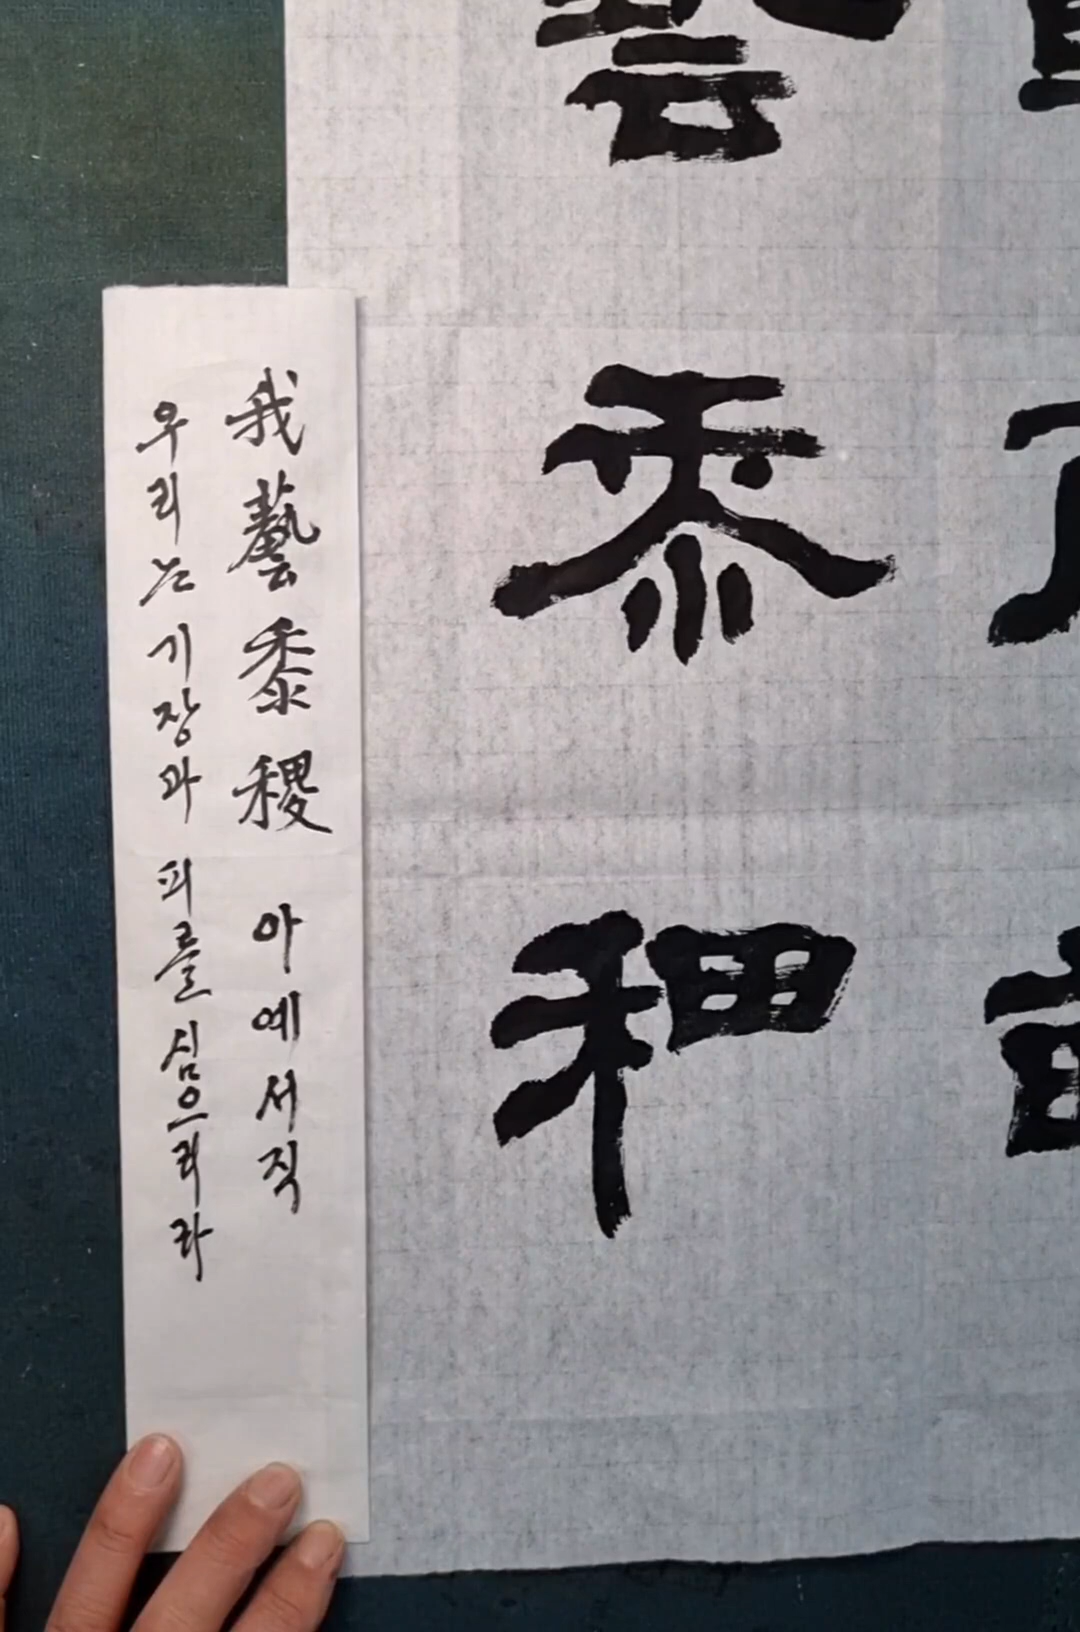 藝黍
我藝黍稷 아예서직
우리는 기장과 피를 심으리라